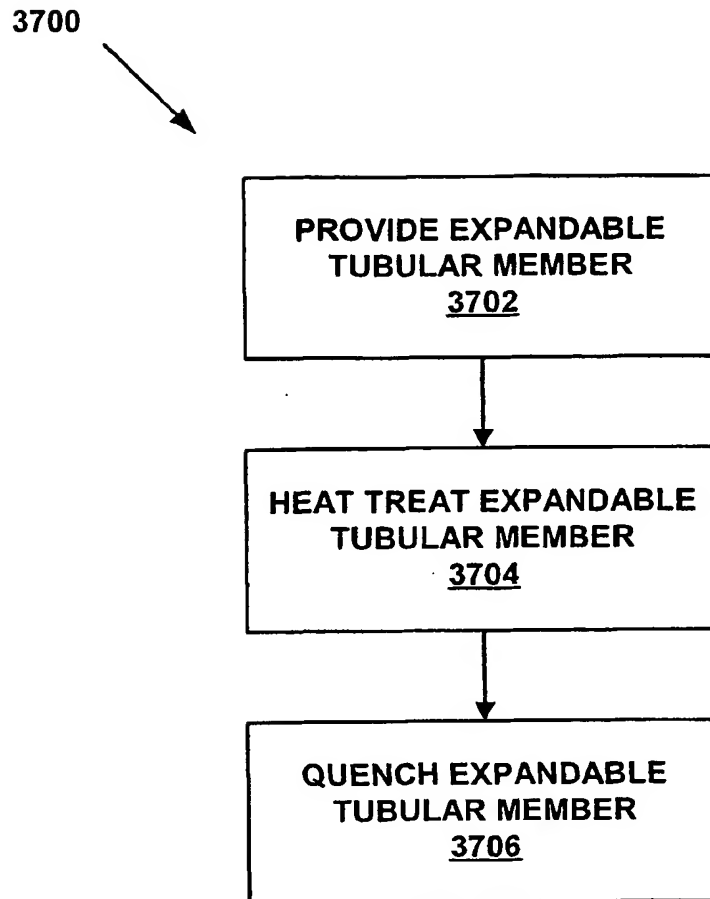 3700
PROVIDE EXPANDABLE
TUBULAR MEMBER
3702
HEAT TREAT EXPANDABLE
TUBULAR MEMBER
3704
QUENCH EXPANDABLE
TUBULAR MEMBER
3706